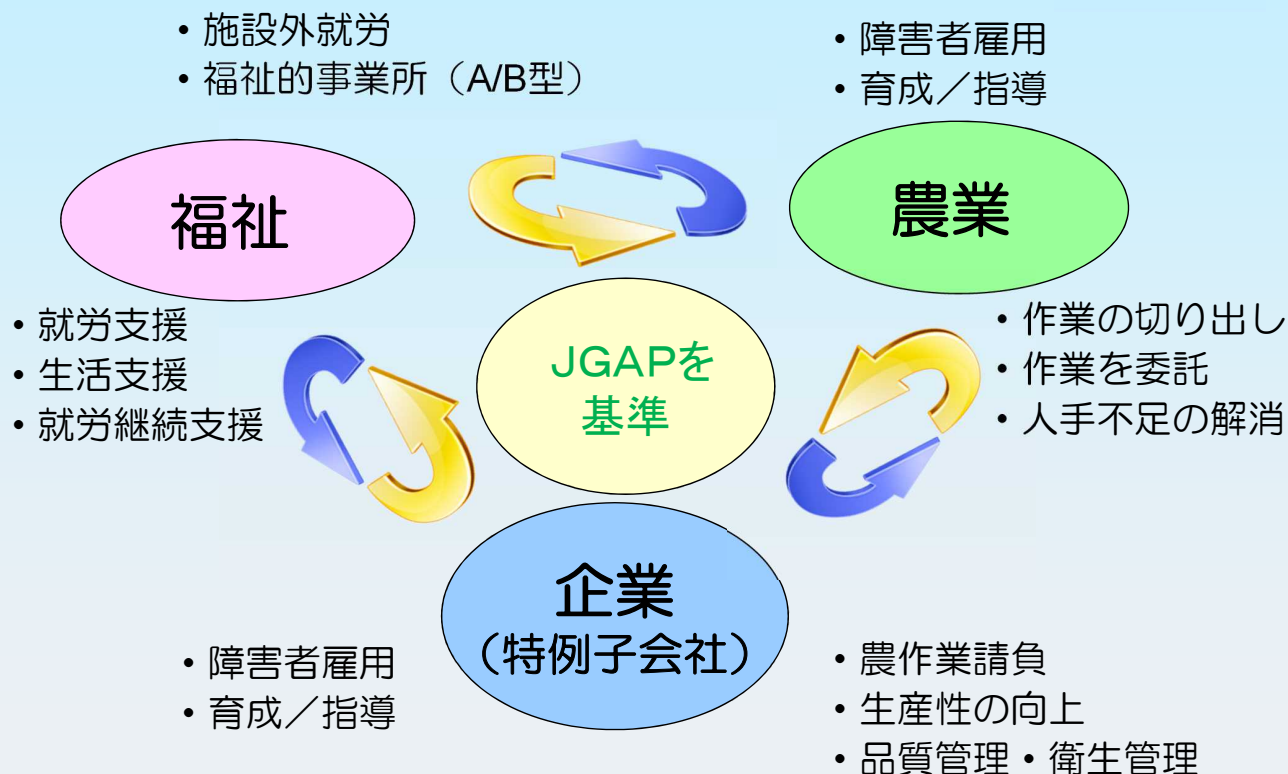 ・施設外就労
・福祉的事業所（A/B型）
・障害者雇用
・育成／指導
福祉
農業
・就労支援
・生活支援
・就労継続支援
JGAPを
基準
・作業の切り出し
・作業を委託
・人手不足の解消
企業
（特例子会社）
・障害者雇用
・育成／指導
・農作業請負
・生産性の向上
・品質管理・衛生管理